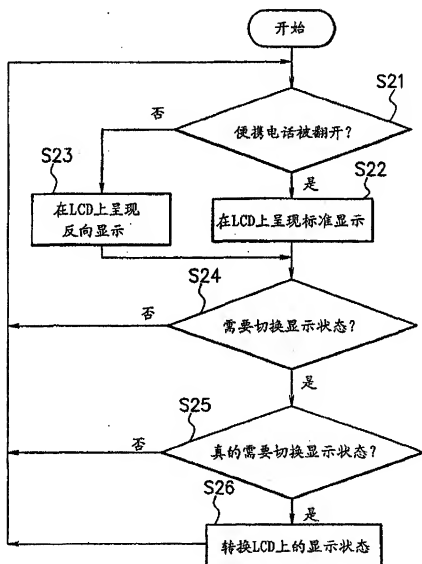 开始
S21
否
便携电话被翻开?
S23
是
S22
在LCD上呈现
反向显示
在LCD上呈现标准显示
S24
否
需要切换显示状态?
是
S25
否
真的需要切换显示状态?
S26
是
转换LCD上的显示状态